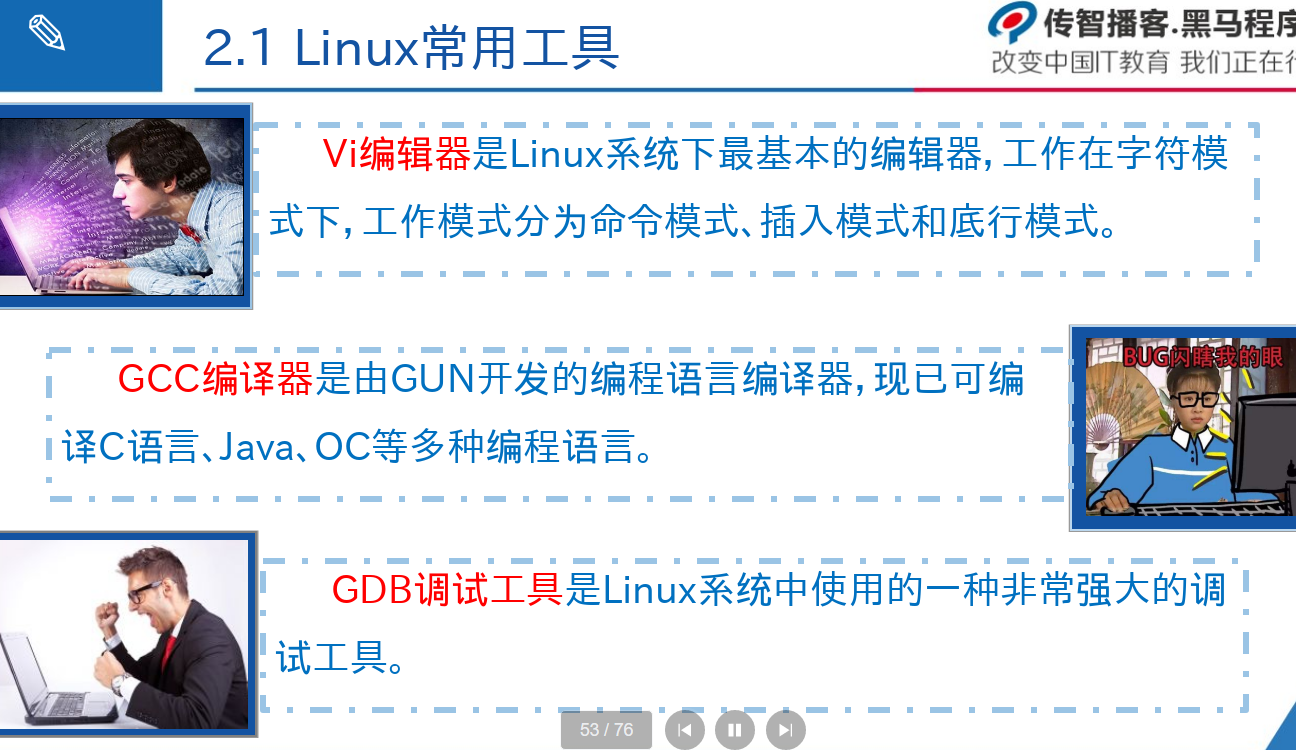 2.1 Linux常用工具
传智播客.黑马程序
改变中国IT教育 我们正在行
Vi编辑器是Linux系统下最基本的编辑器，工作在字符模
式下，工作模式分为命令模式、插入模式和底行模式。
GCC编译器是由GUN开发的编程语言编译器，现已可编
译C语言、Java、OC等多种编程语言。
BUG闪瞎我的眼
GDB调试工具是Linux系统中使用的一种非常强大的调
试工具。
53 / 76